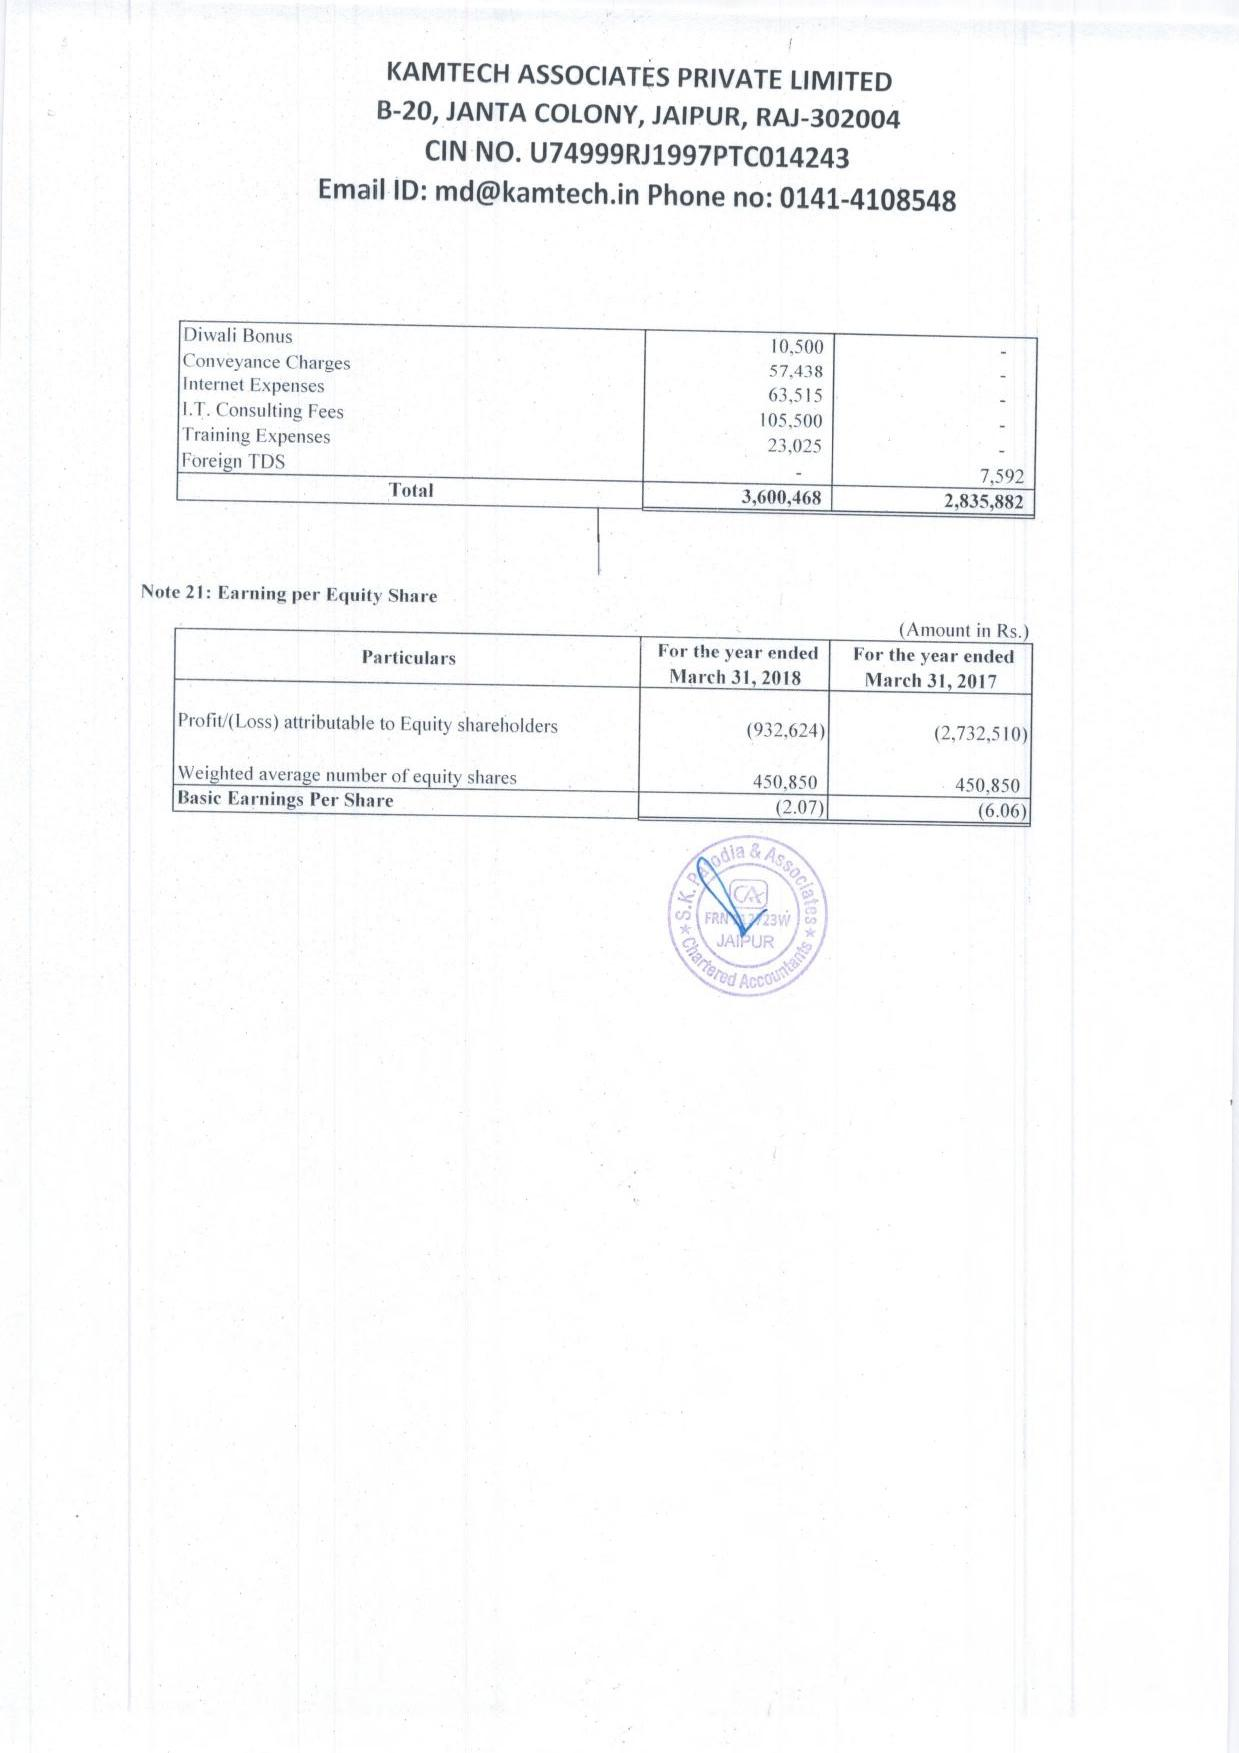 KAMTECH ASSOCIATES PRIVATE LIMITED
B-20, JANTA COLONY, JAIPUR, RAJ-302004
CIN NO. U74999RJ1997PTC014243
Email ID: md@kamtech.in Phone no: 0141-4108548
Diwali Bonus 10,500 -
Conveyance Charges 57,438 -
Internet Expenses 63,515 -
I.T. Consulting Fees 105,500 -
Training Expenses 23,025 -
Foreign TDS - 7,592
Total 3,600,468 2,835,882
Note 21: Earning per Equity Share
(Amount in Rs.)
Particulars For the year ended March 31, 2018 For the year ended March 31, 2017
Profit/(Loss) attributable to Equity shareholders (932,624) (2,732,510)
Weighted average number of equity shares 450,850 450,850
Basic Earnings Per Share (2.07) (6.06)
S.K. & Associates
CA
FRN
JAIPUR
Chartered Accountants